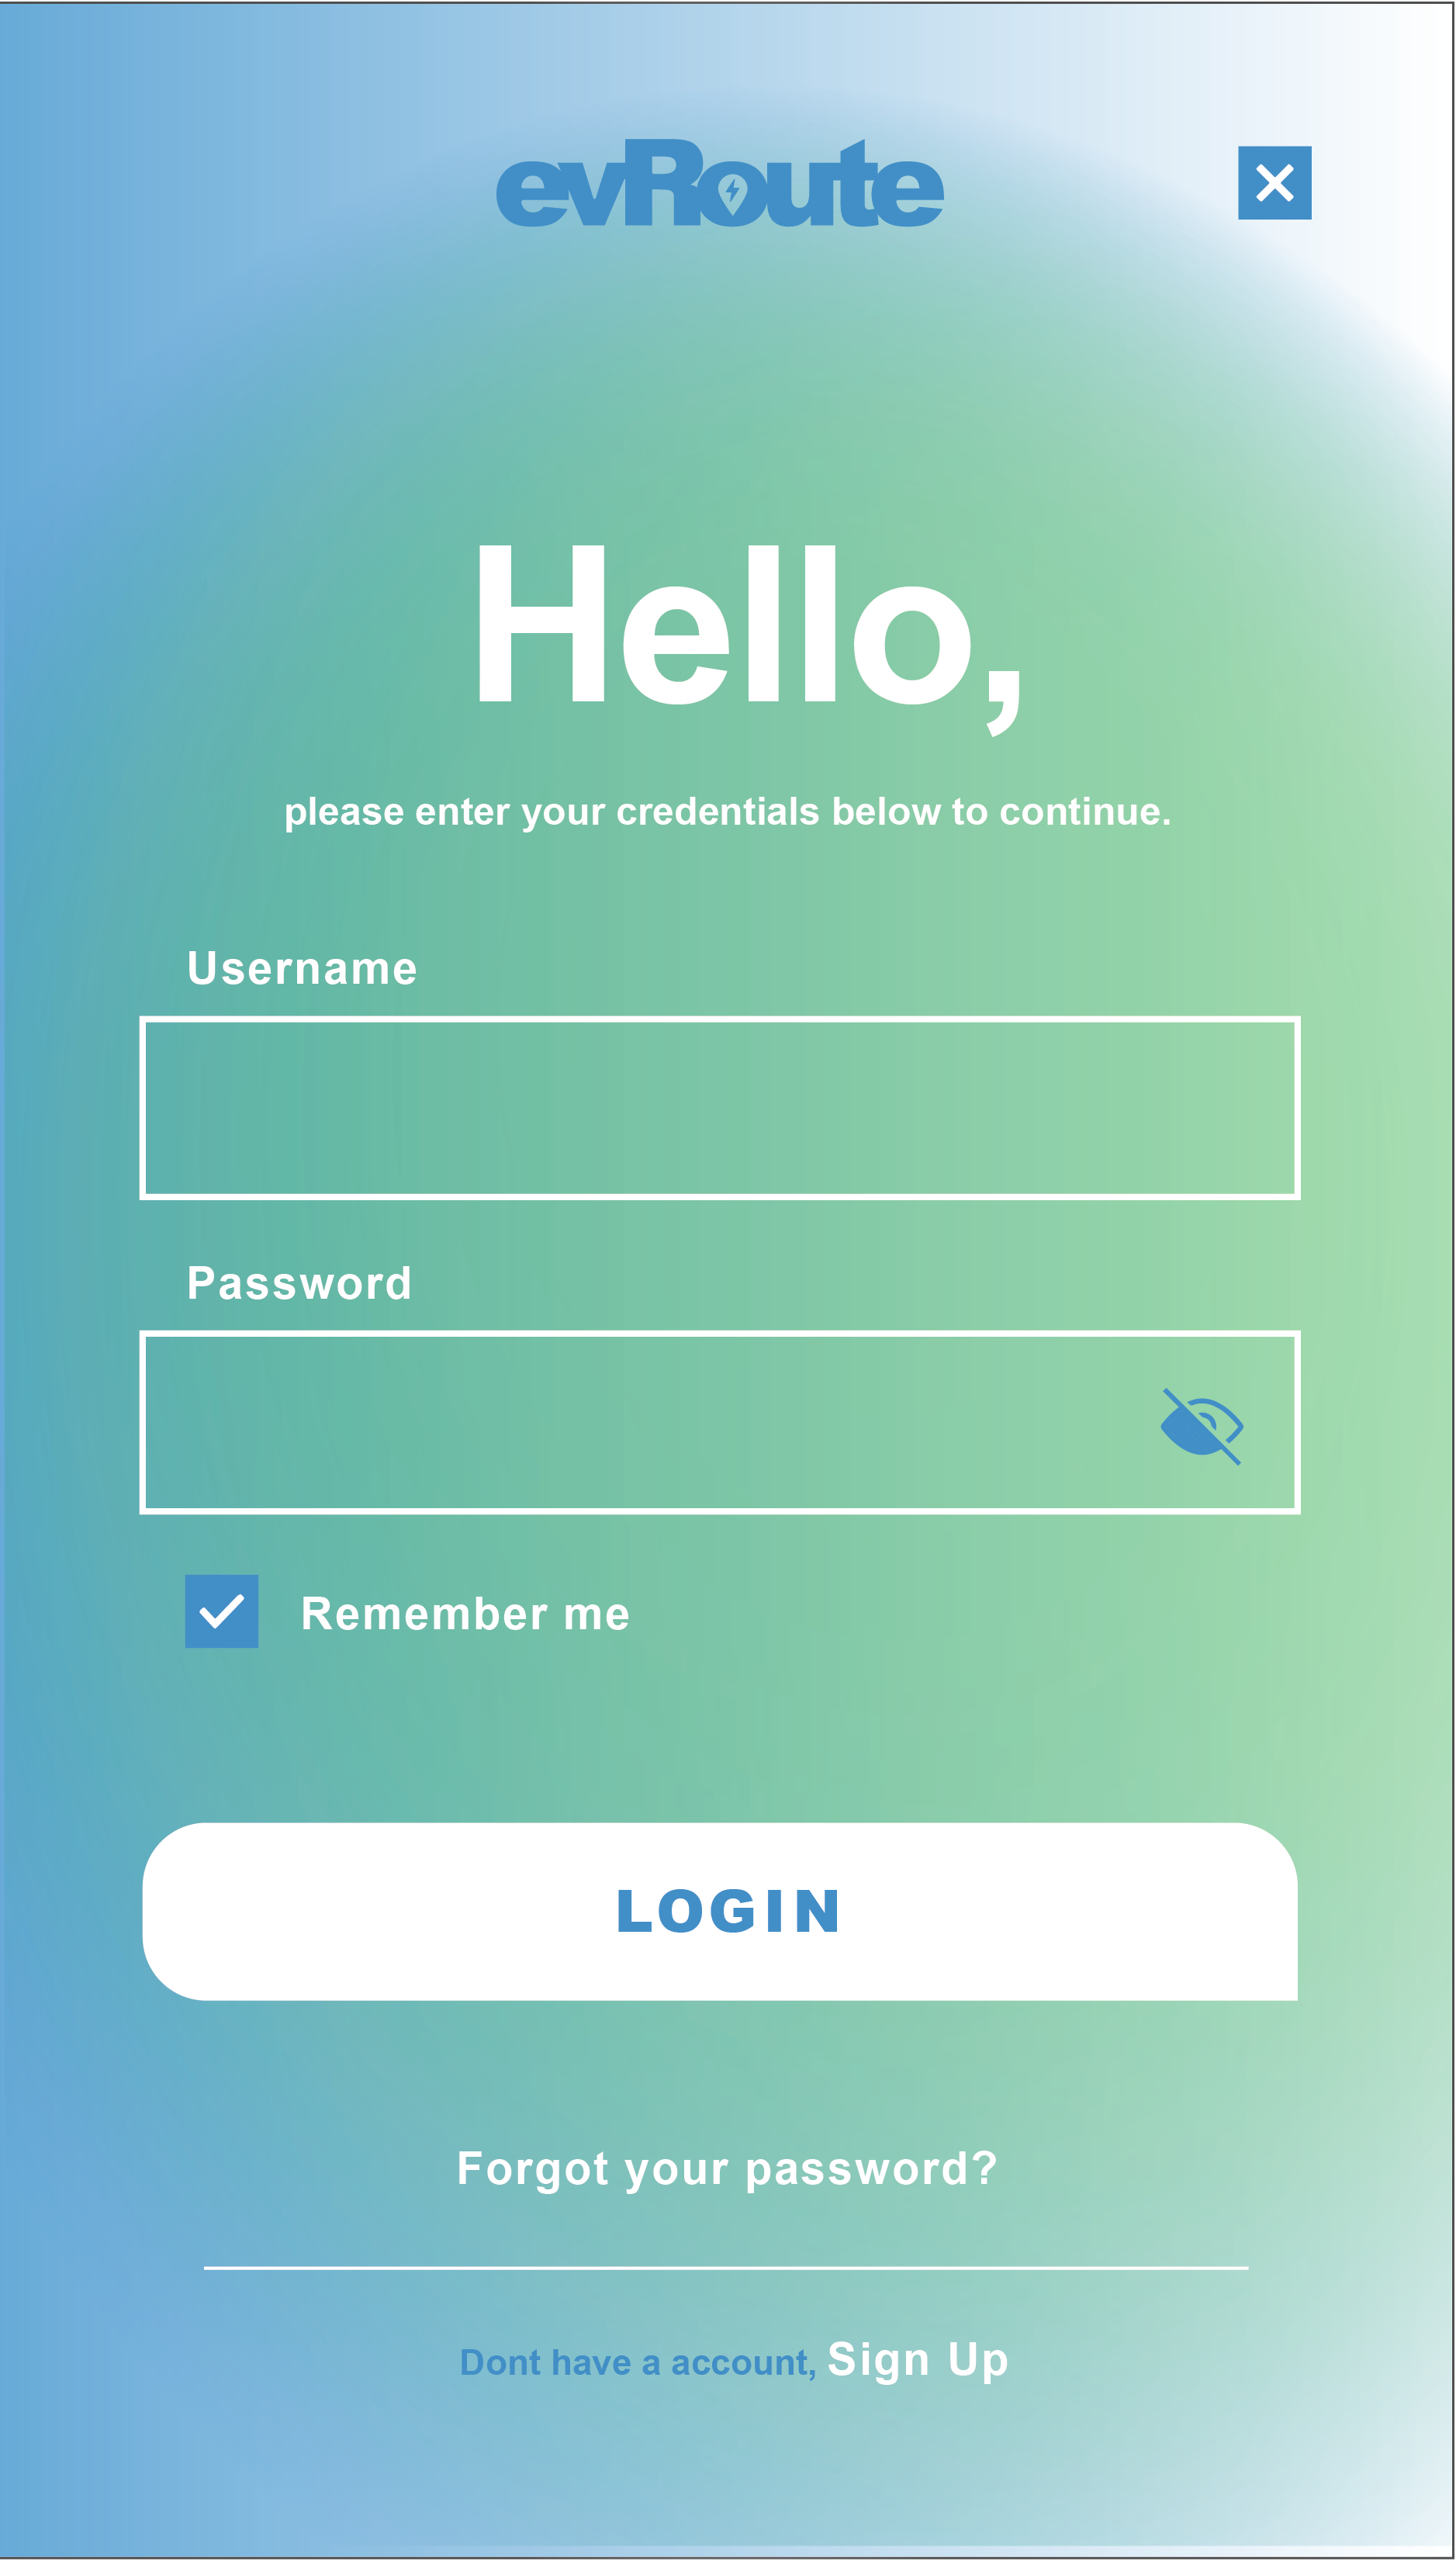 evRoute
Hello,
please enter your credentials below to continue.
Username
Password
Remember me
LOGIN
Forgot your password?
Dont have a account, Sign Up